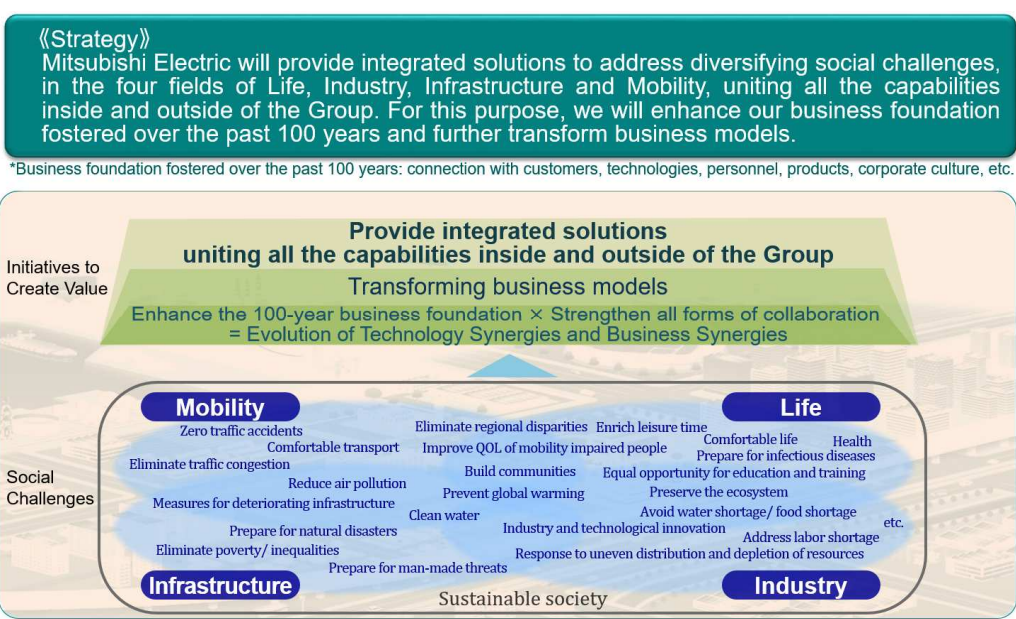 《Strategy》
Mitsubishi Electric will provide integrated solutions to address diversifying social challenges,
in the four fields of Life, Industry, Infrastructure and Mobility, uniting all the capabilities
inside and outside of the Group. For this purpose, we will enhance our business foundation
fostered over the past 100 years and further transform business models.
*Business foundation fostered over the past 100 years: connection with customers, technologies, personnel, products, corporate culture, etc.
Initiatives to
Create Value
Provide integrated solutions
uniting all the capabilities inside and outside of the Group
Transforming business models
Enhance the 100-year business foundation × Strengthen all forms of collaboration
= Evolution of Technology Synergies and Business Synergies
Social
Challenges
Mobility
Life
Zero traffic accidents
Eliminate regional disparities
Enrich leisure time
Comfortable transport
Improve QOL of mobility impaired people
Comfortable life
Health
Prepare for infectious diseases
Eliminate traffic congestion
Build communities
Equal opportunity for education and training
Reduce air pollution
Prevent global warming
Preserve the ecosystem
Measures for deteriorating infrastructure
Clean water
Avoid water shortage/ food shortage
etc.
Prepare for natural disasters
Industry and technological innovation
Address labor shortage
Eliminate poverty/ inequalities
Response to uneven distribution and depletion of resources
Prepare for man-made threats
Infrastructure
Industry
Sustainable society